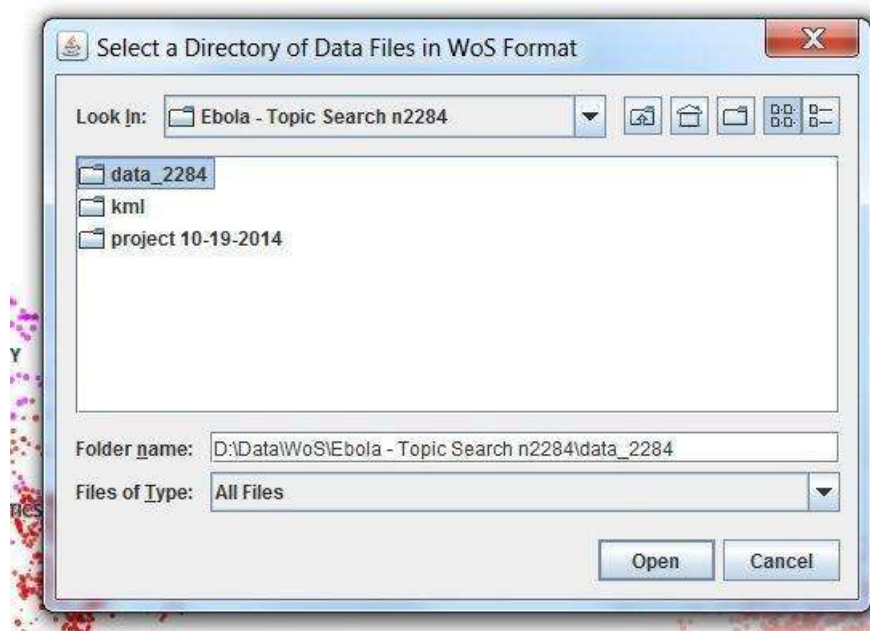 Select a Directory of Data Files in WoS Format
Look In: Ebola - Topic Search n2284
data_2284
kml
project 10-19-2014
Y
Folder name: D:\Data\WoS\Ebola - Topic Search n2284\data_2284
Files of Type: All Files
Open Cancel